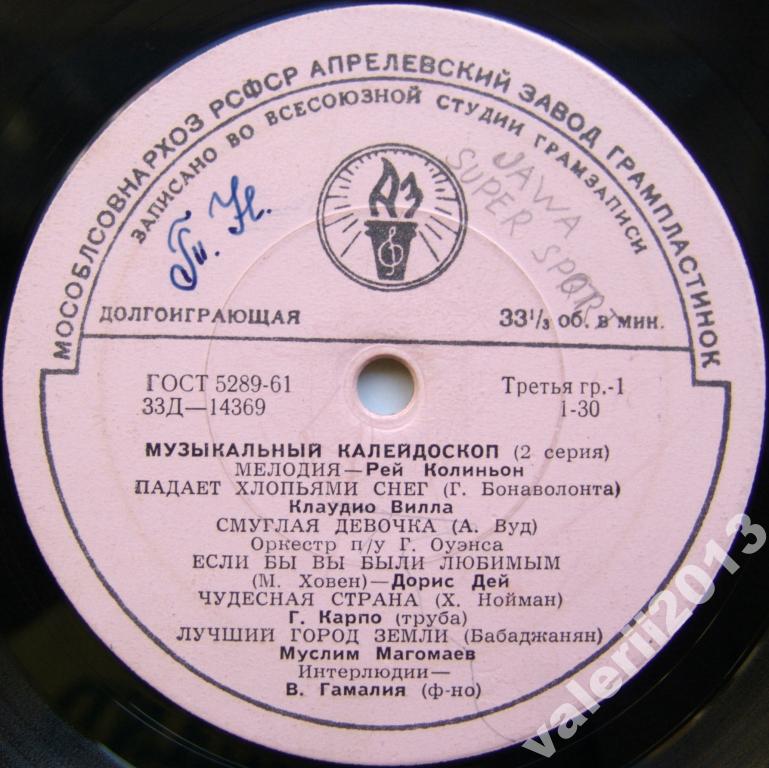 МОСОБЛСОВНАРХОЗ РСФСР АПРЕЛЕВСКИЙ ЗАВОД ГРАМПЛАСТИНОК
ЗАПИСАНО ВО ВСЕСОЮЗНОЙ СТУДИИ ГРАМЗАПИСИ
АЗ
JAWA
SUPER SPORT
ДОЛГОИГРАЮЩАЯ
33 1/3 об. в мин.
ГОСТ 5289-61
Третья гр.-1
33Д—14369
1-30
МУЗЫКАЛЬНЫЙ КАЛЕЙДОСКОП (2 серия)
МЕЛОДИЯ—Рей Колиньон
ПАДАЕТ ХЛОПЬЯМИ СНЕГ (Г. Бонаволонта)
Клаудио Вилла
СМУГЛАЯ ДЕВОЧКА (А. Вуд)
Оркестр п/у Г. Оуэнса
ЕСЛИ БЫ ВЫ БЫЛИ ЛЮБИМЫМ
(М. Ховен)—Дорис Дей
ЧУДЕСНАЯ СТРАНА (Х. Нойман)
Г. Карпо (труба)
ЛУЧШИЙ ГОРОД ЗЕМЛИ (Бабаджанян)
Муслим Магомаев
Интерлюдии—
В. Гамалия (ф-но)
valerii2013